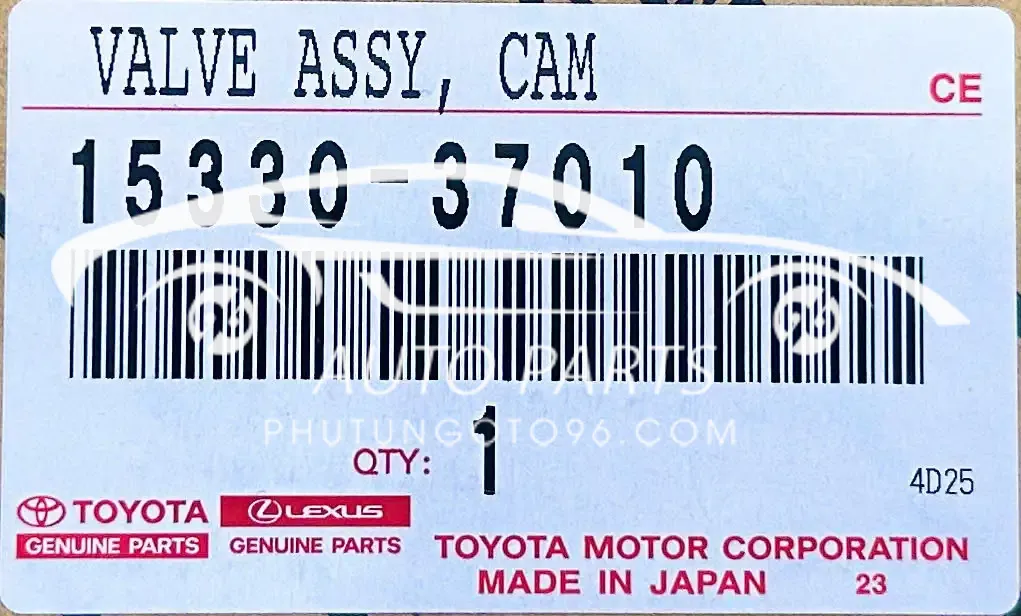 VALVE ASSY, CAM
CE
15330-37010
AUTO PARTS
PHUTUNGOTO96.COM
QTY: 1
4D25
TOYOTA
LEXUS
GENUINE PARTS
GENUINE PARTS
TOYOTA MOTOR CORPORATION
MADE IN JAPAN 23